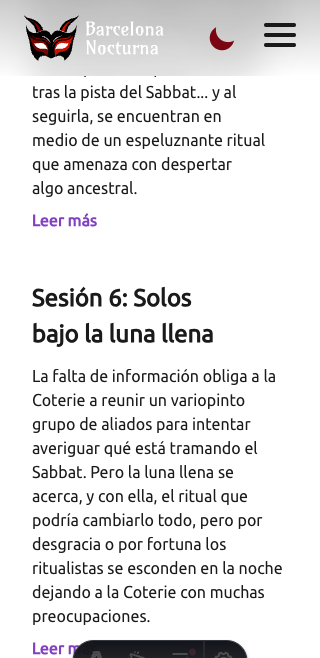 Barcelona
Nocturna
tras la pista del Sabbat... y al
seguirla, se encuentran en
medio de un espeluznante ritual
que amenaza con despertar
algo ancestral.
Leer más
Sesión 6: Solos
bajo la luna llena
La falta de información obliga a la
Coterie a reunir un variopinto
grupo de aliados para intentar
averiguar qué está tramando el
Sabbat. Pero la luna llena se
acerca, y con ella, el ritual que
podría cambiarlo todo, pero por
desgracia o por fortuna los
ritualistas se esconden en la noche
dejando a la Coterie con muchas
preocupaciones.
Leer